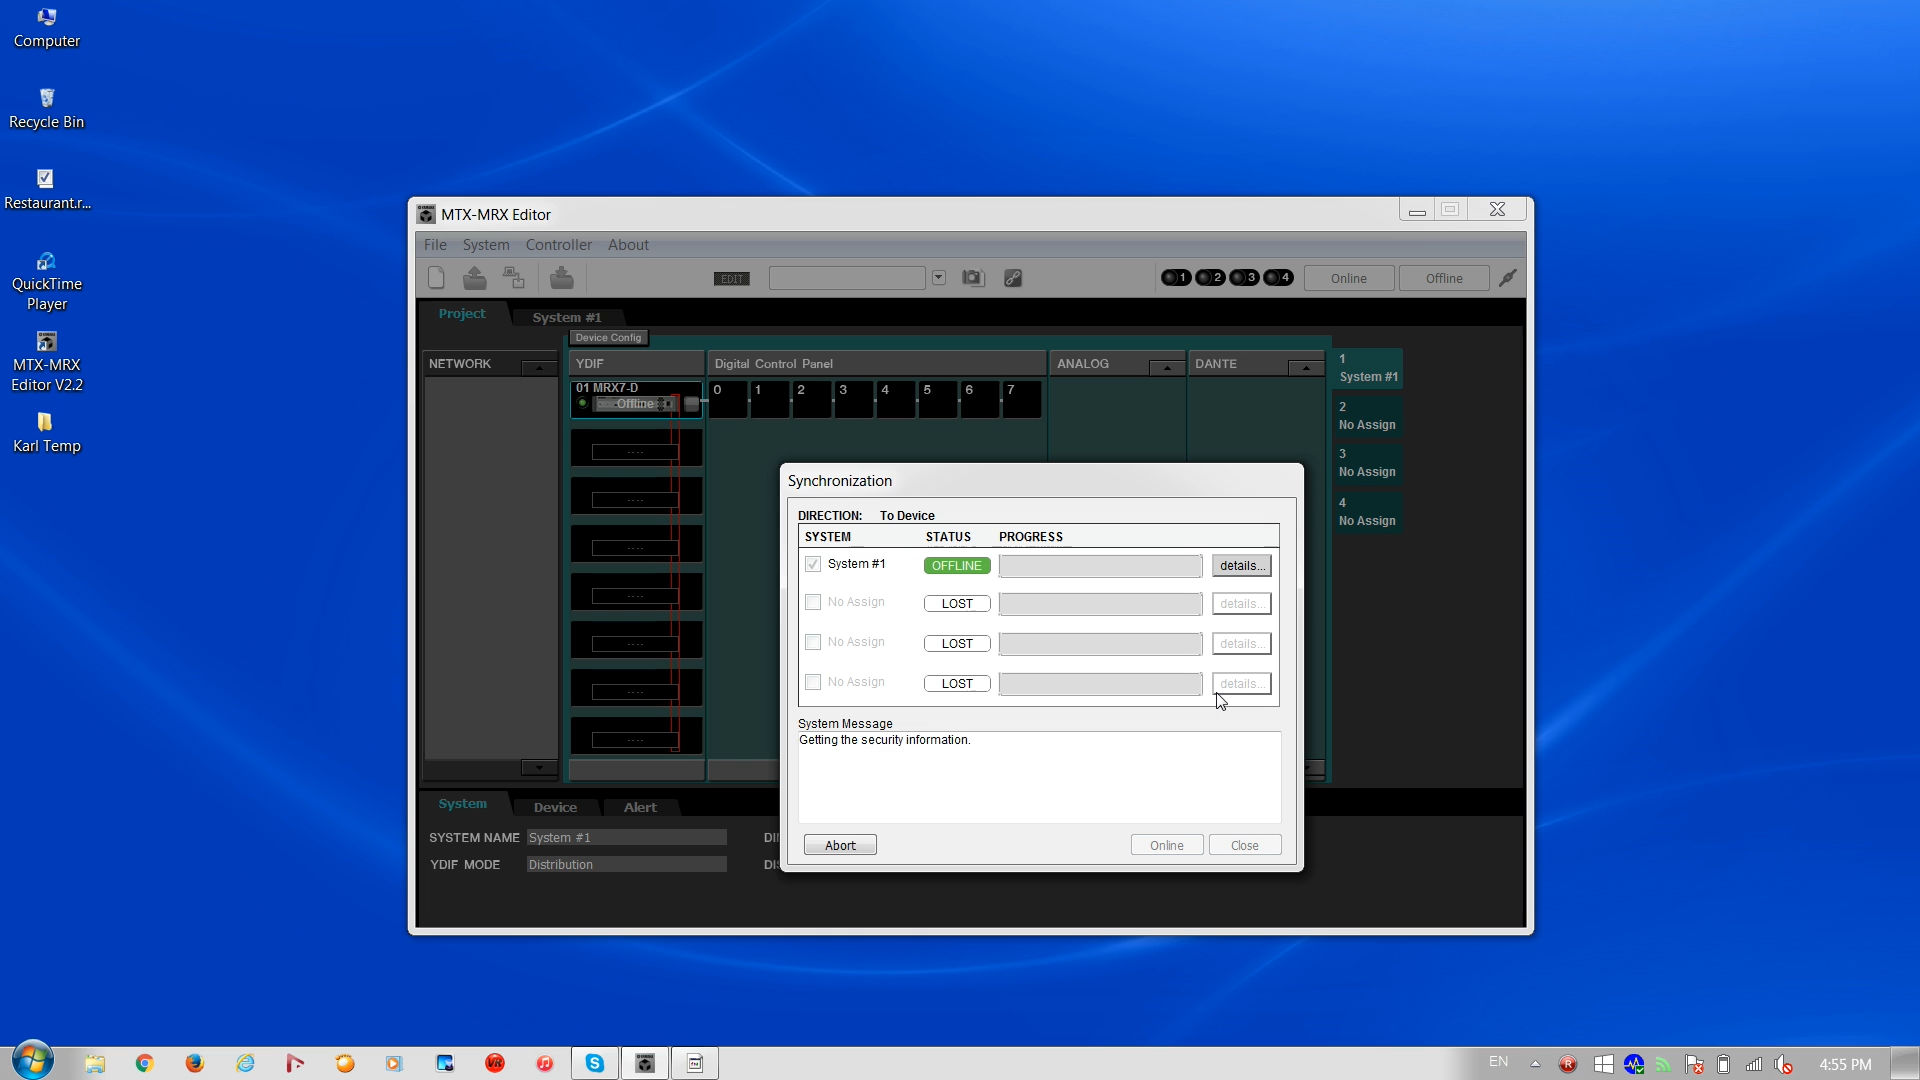 Computer
Recycle Bin
Restaurant.r...
QuickTime
Player
MTX-MRX
Editor V2.2
Karl Temp
MTX-MRX Editor
File System Controller About
EDIT
1 2 3 4 Online Offline
Project System #1
Device Config
NETWORK YDIF Digital Control Panel ANALOG DANTE
01 MRX7-D
Offline
0 1 2 3 4 5 6 7
1
System #1
2
No Assign
3
No Assign
4
No Assign
----
----
----
----
----
----
----
Synchronization
DIRECTION: To Device
SYSTEM STATUS PROGRESS
System #1 OFFLINE details...
No Assign LOST details...
No Assign LOST details...
No Assign LOST details...
System Message
Getting the security information.
Abort Online Close
System Device Alert
SYSTEM NAME System #1
YDIF MODE Distribution
EN 4:55 PM